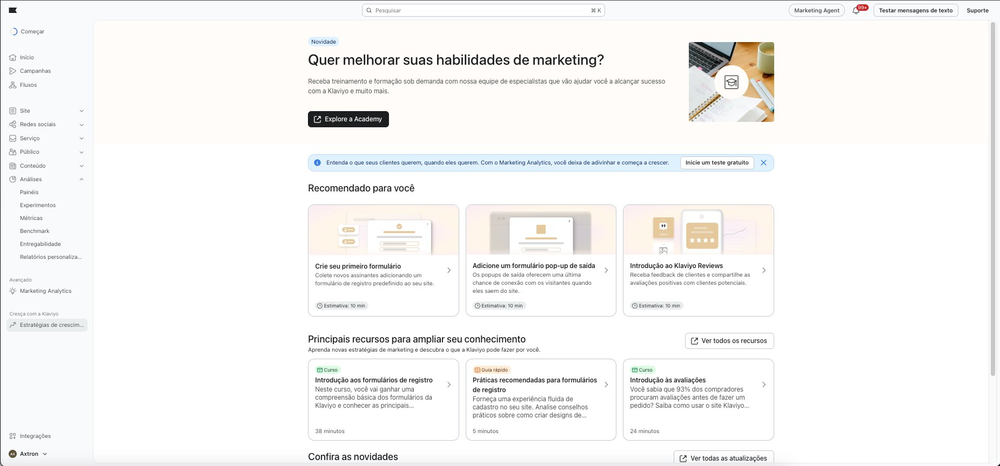 Pesquisar
⌘ K
Marketing Agent
99+
Testar mensagens de texto
Suporte
Começar
Início
Campanhas
Fluxos
Site
Redes sociais
Serviço
Público
Conteúdo
Análises
Painéis
Experimentos
Métricas
Benchmark
Entregabilidade
Relatórios personaliza...
Avançado
Marketing Analytics
Cresça com a Klaviyo
Estratégias de crescim...
Integrações
AX
Axtron
Novidade
Quer melhorar suas habilidades de marketing?
Receba treinamento e formação sob demanda com nossa equipe de especialistas que vão ajudar você a alcançar sucesso
com a Klaviyo e muito mais.
Explore a Academy
Entenda o que seus clientes querem, quando eles querem. Com o Marketing Analytics, você deixa de adivinhar e começa a crescer.
Inicie um teste gratuito
Recomendado para você
Crie seu primeiro formulário
Colete novos assinantes adicionando um
formulário de registro predefinido ao seu site.
Estimativa: 10 min
Adicione um formulário pop-up de saída
Os popups de saída oferecem uma última
chance de conexão com os visitantes quando
eles saem do site.
Estimativa: 10 min
Introdução ao Klaviyo Reviews
Receba feedback de clientes e compartilhe as
avaliações positivas com clientes potenciais.
Estimativa: 10 min
Principais recursos para ampliar seu conhecimento
Aprenda novas estratégias de marketing e descubra o que a Klaviyo pode fazer por você.
Ver todos os recursos
Curso
Introdução aos formulários de registro
Neste curso, você vai ganhar uma
compreensão básica dos formulários da
Klaviyo e conhecer as principais...
38 minutos
Guia rápido
Práticas recomendadas para formulários
de registro
Forneça uma experiência fluida de
cadastro no seu site. Analise conselhos
práticos sobre como criar designs de...
5 minutos
Curso
Introdução às avaliações
Você sabia que 93% dos compradores
procuram avaliações antes de fazer um
pedido? Saiba como usar o site Klaviyo...
24 minutos
Confira as novidades
Ver todas as atualizações